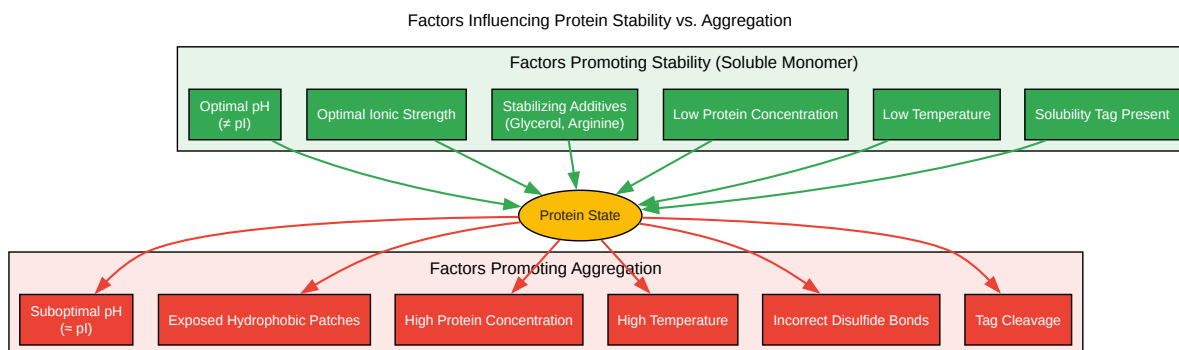 Factors Influencing Protein Stability vs. Aggregation
Factors Promoting Stability (Soluble Monomer)
Optimal pH
(≠ pI)
Optimal Ionic Strength
Stabilizing Additives
(Glycerol, Arginine)
Low Protein Concentration
Low Temperature
Solubility Tag Present
Protein State
Factors Promoting Aggregation
Suboptimal pH
(≈ pI)
Exposed Hydrophobic Patches
High Protein Concentration
High Temperature
Incorrect Disulfide Bonds
Tag Cleavage